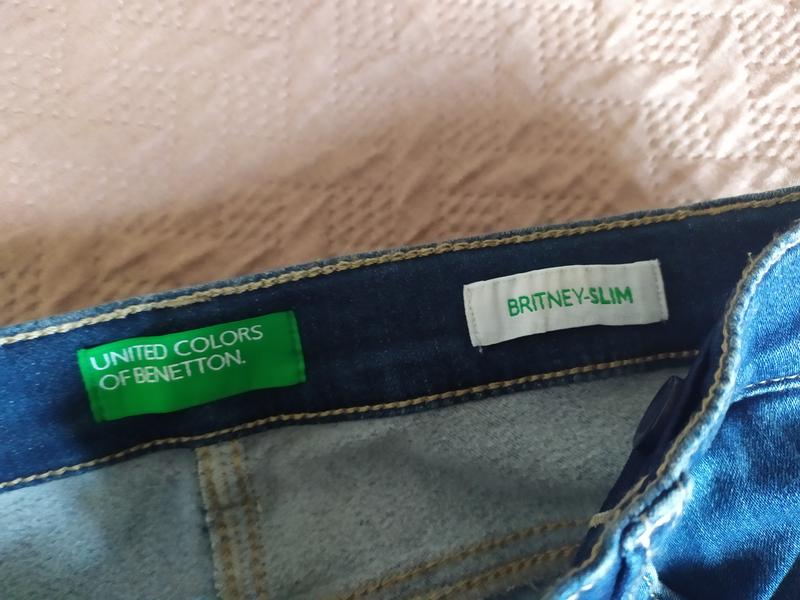 UNITED COLORS
OF BENETTON.
BRITNEY-SLIM